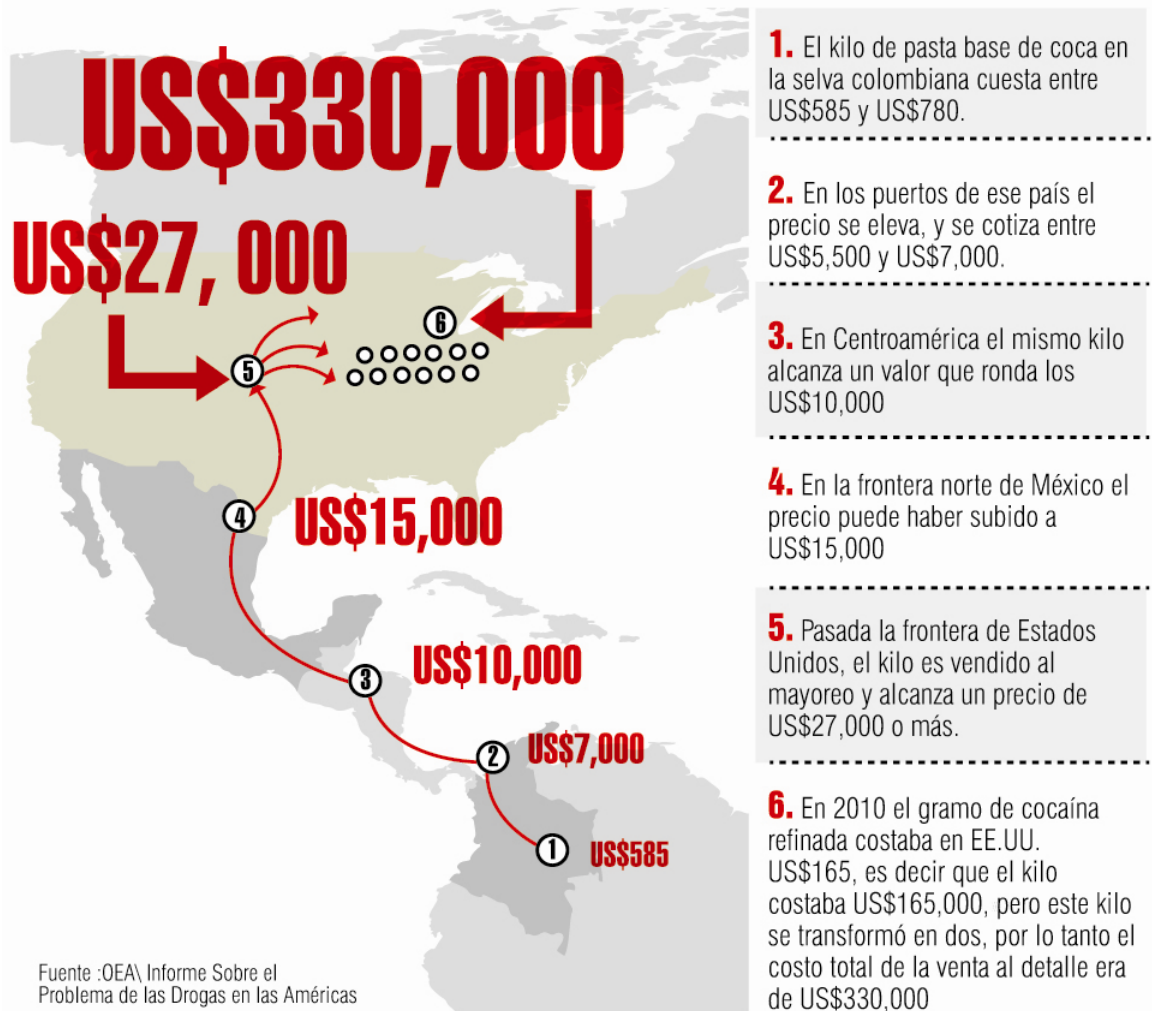 US$330,000
US$27, 000
6
5
4
US$15,000
3
US$10,000
2
US$7,000
1
US$585
Fuente :OEA\ Informe Sobre el
Problema de las Drogas en las Américas
1. El kilo de pasta base de coca en
la selva colombiana cuesta entre
US$585 y US$780.
2. En los puertos de ese país el
precio se eleva, y se cotiza entre
US$5,500 y US$7,000.
3. En Centroamérica el mismo kilo
alcanza un valor que ronda los
US$10,000
4. En la frontera norte de México el
precio puede haber subido a
US$15,000
5. Pasada la frontera de Estados
Unidos, el kilo es vendido al
mayoreo y alcanza un precio de
US$27,000 o más.
6. En 2010 el gramo de cocaína
refinada costaba en EE.UU.
US$165, es decir que el kilo
costaba US$165,000, pero este kilo
se transformó en dos, por lo tanto el
costo total de la venta al detalle era
de US$330,000